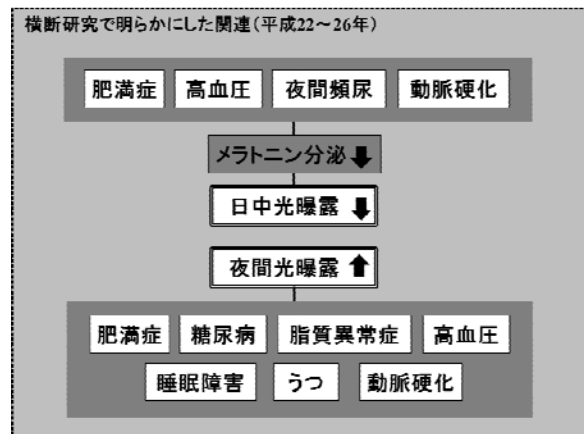 横断研究で明らかにした関連(平成22～26年)
肥満症 高血圧 夜間頻尿 動脈硬化
メラトニン分泌
日中光曝露
夜間光曝露
肥満症 糖尿病 脂質異常症 高血圧
睡眠障害 うつ 動脈硬化